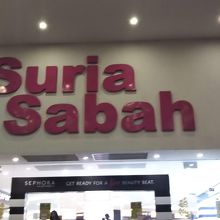 Suria
Sabah
SEPHORA GET READY FOR A BEAUTY BEAT.